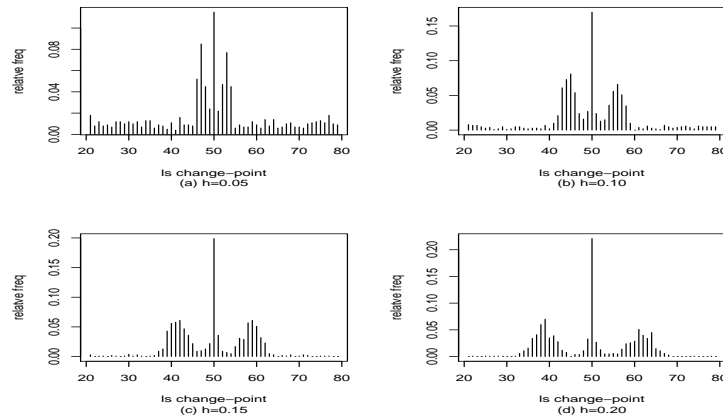 relatve freq
0.00
0.04
0.08
20 30 40 50 60 70 80
ls change-point
(a) h=0.05
relatve freq
0.00
0.05
0.10
0.15
20 30 40 50 60 70 80
ls change-point
(b) h=0.10
relatve freq
0.00
0.05
0.10
0.15
0.20
20 30 40 50 60 70 80
ls change-point
(c) h=0.15
relatve freq
0.00
0.05
0.10
0.15
0.20
20 30 40 50 60 70 80
ls change-point
(d) h=0.20